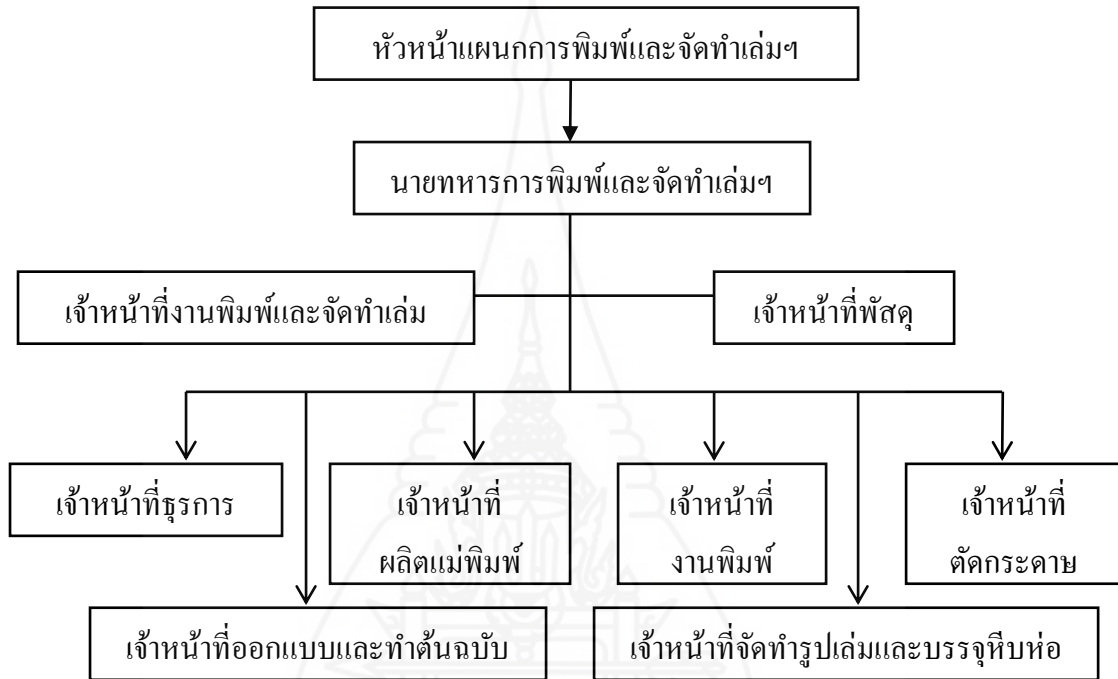 หัวหน้าแผนกการพิมพ์และจัดทำเล่มฯ
นายทหารการพิมพ์และจัดทำเล่มฯ
เจ้าหน้าที่งานพิมพ์และจัดทำเล่ม
เจ้าหน้าที่พัสดุ
เจ้าหน้าที่ธุรการ
เจ้าหน้าที่
ผลิตแม่พิมพ์
เจ้าหน้าที่
งานพิมพ์
เจ้าหน้าที่
ตัดกระดาษ
เจ้าหน้าที่ออกแบบและทำต้นฉบับ
เจ้าหน้าที่จัดทำรูปเล่มและบรรจุหีบห่อ